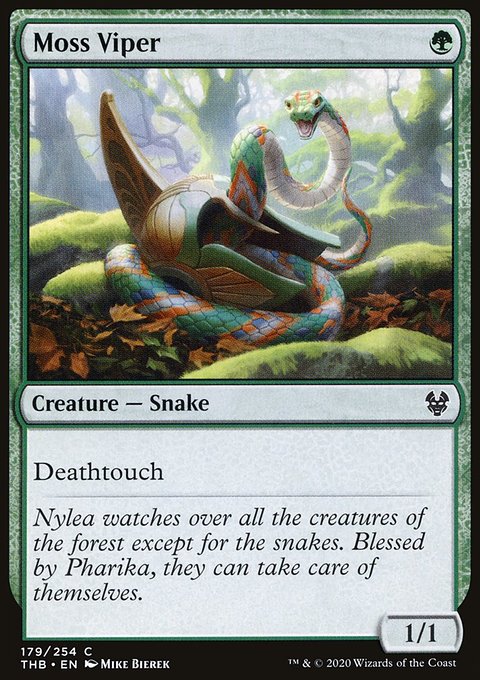 Moss Viper
Creature — Snake
Deathtouch
Nylea watches over all the creatures of
the forest except for the snakes. Blessed
by Pharika, they can take care of
themselves.
1/1
179/254 C
THB • EN Mike Bierek
™ & © 2020 Wizards of the Coast